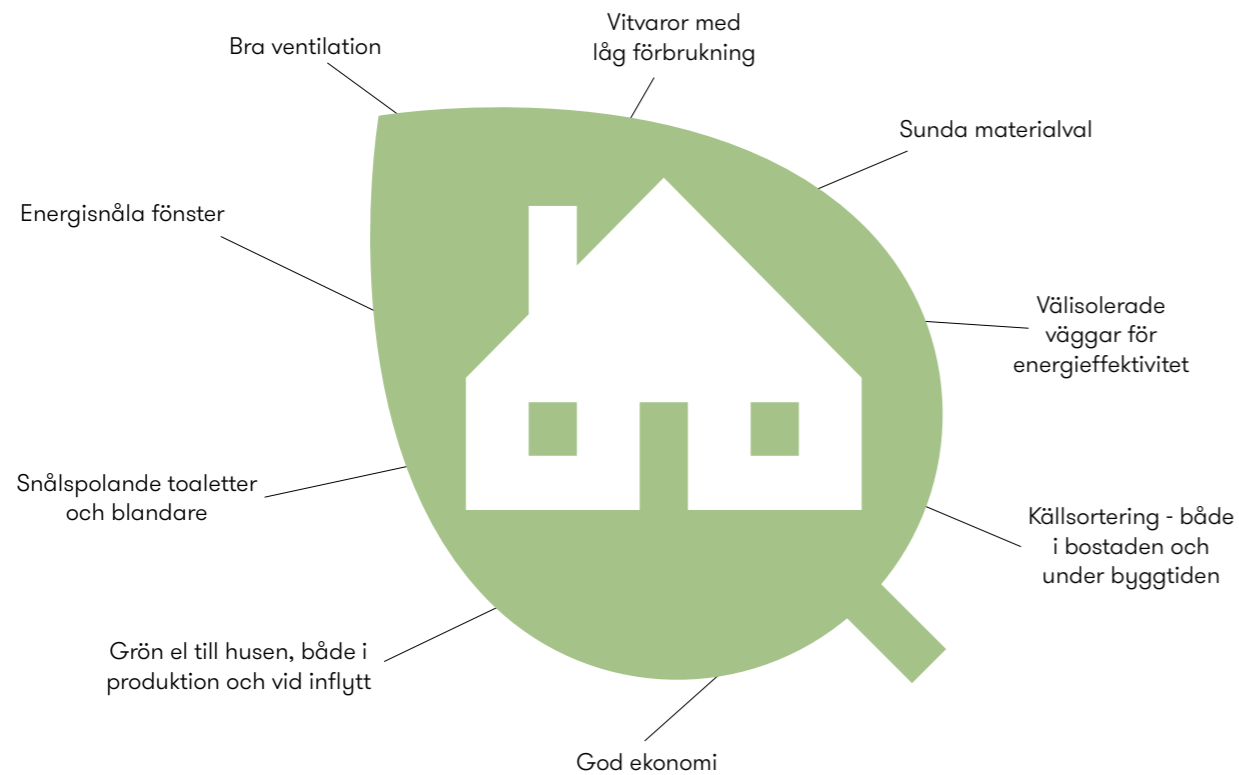 Vitvaror med
låg förbrukning
Bra ventilation
Sunda materialval
Energisnåla fönster
Välisolerade
väggar för
energieffektivitet
Snålspolande toaletter
och blandare
Källsortering - både
i bostaden och
under byggtiden
Grön el till husen, både i
produktion och vid inflytt
God ekonomi